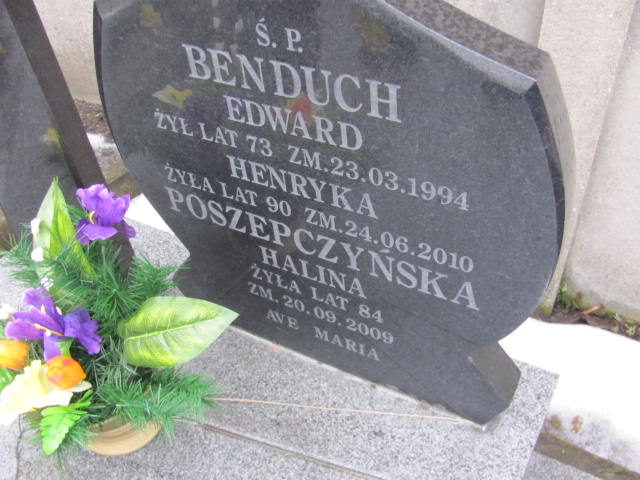 Ś. P.
BENDUCH
EDWARD
ŻYŁ LAT 73 ZM.23.03.1994
HENRYKA
ŻYŁA LAT 90 ZM.24.06.2010
POSZEPCZYŃSKA
HALINA
ŻYŁA LAT 84
ZM. 20.09.2009
AVE MARIA